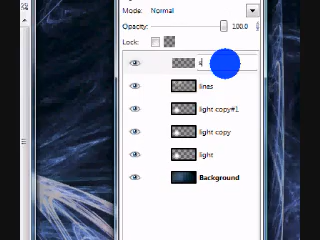 Mode: Normal
Opacity: 100.0
Lock:
lines
light copy#1
light copy
light
Background